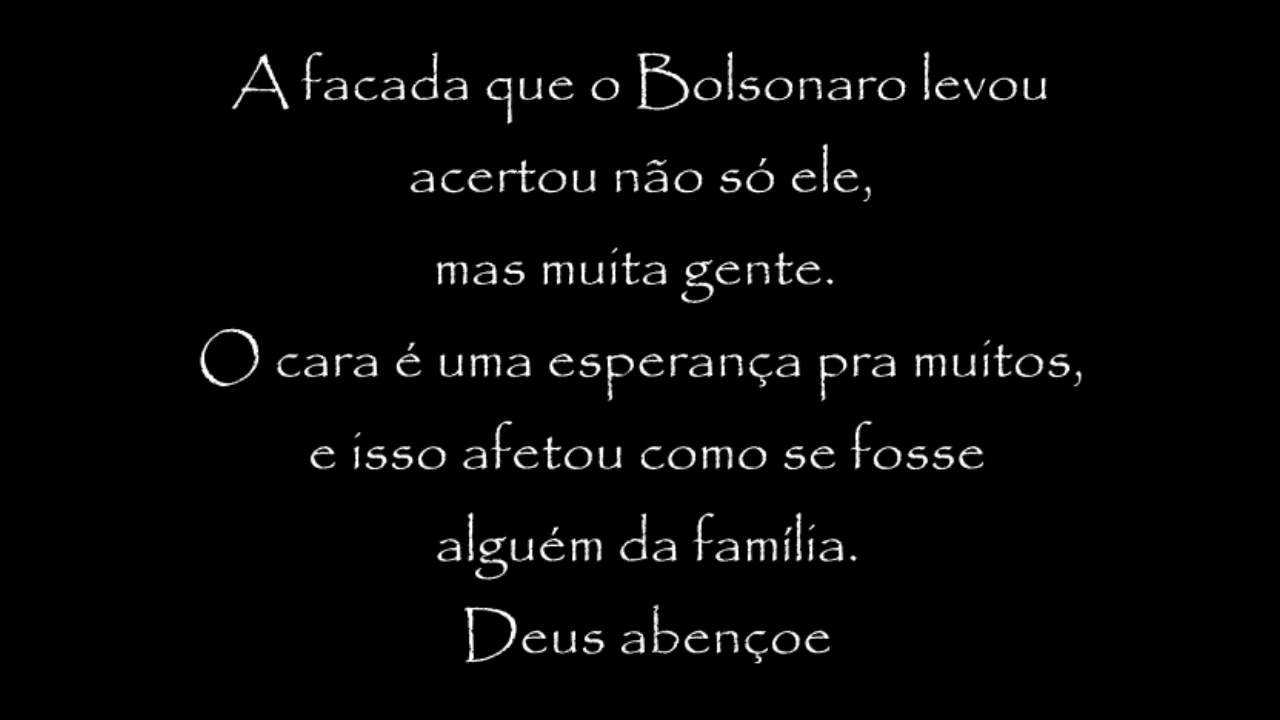 A facada que o Bolsonaro levou
acertou não só ele,
mas muita gente.
O cara é uma esperança pra muitos,
e isso afetou como se fosse
alguém da família.
Deus abençoe